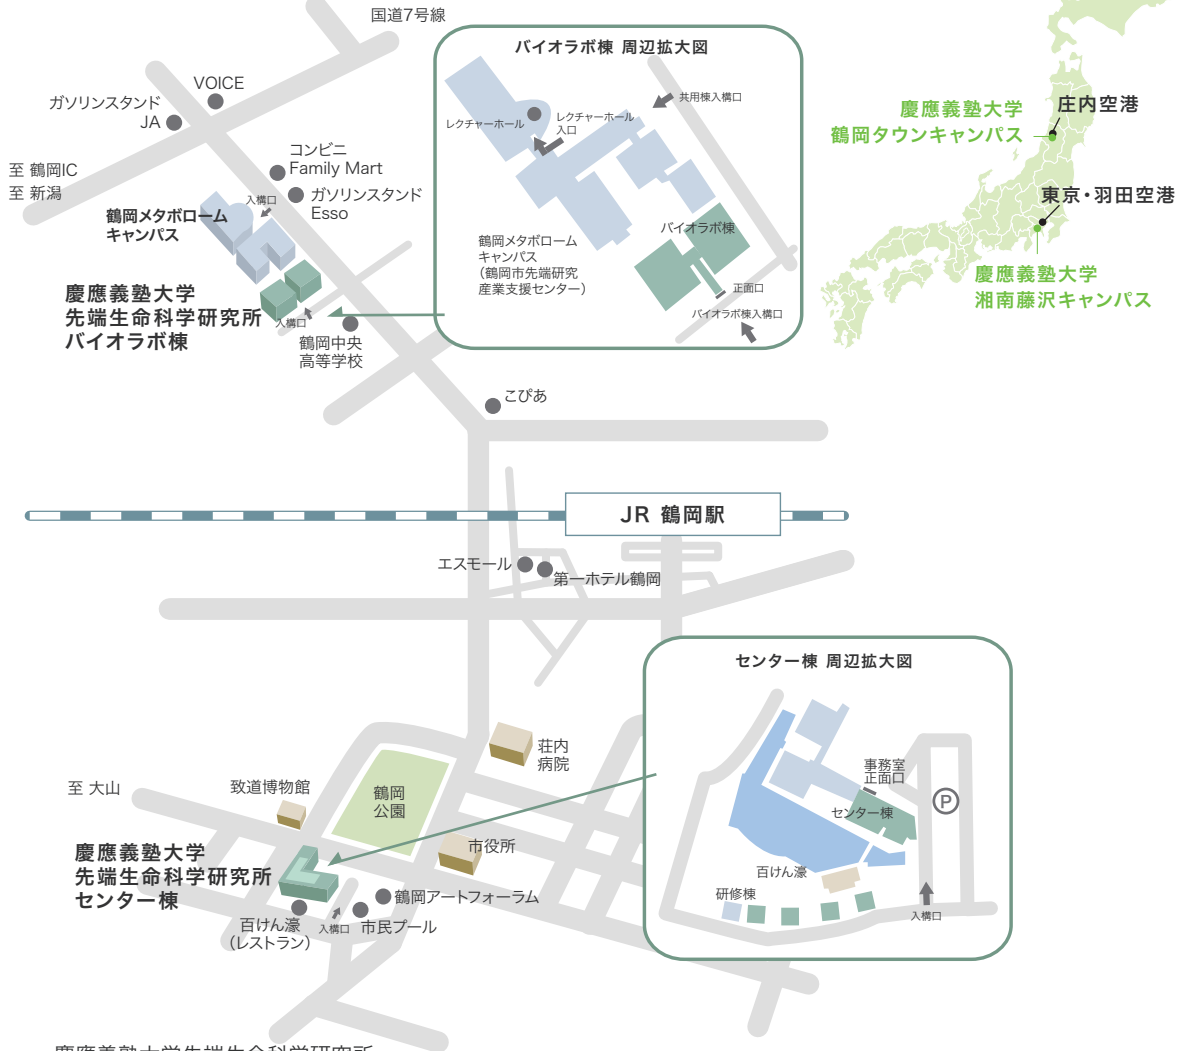 国道7号線
VOICE
ガソリンスタンド
JA
至 鶴岡IC
至 新潟
コンビニ
Family Mart
ガソリンスタンド
Esso
入構口
鶴岡メタボローム
キャンパス
慶應義塾大学
先端生命科学研究所
バイオラボ棟
入構口
鶴岡中央
高等学校
バイオラボ棟 周辺拡大図
共用棟入構口
レクチャーホール
レクチャーホール
入口
バイオラボ棟
鶴岡メタボローム
キャンパス
(鶴岡市先端研究
産業支援センター)
正面口
バイオラボ棟入構口
慶應義塾大学
鶴岡タウンキャンパス
庄内空港
東京・羽田空港
慶應義塾大学
湘南藤沢キャンパス
こぴあ
JR 鶴岡駅
エスモール
第一ホテル鶴岡
荘内
病院
至 大山
致道博物館
鶴岡
公園
市役所
慶應義塾大学
先端生命科学研究所
センター棟
鶴岡アートフォーラム
百けん濠
(レストラン)
入構口
市民プール
センター棟 周辺拡大図
事務室
正面口
センター棟
P
百けん濠
研修棟
入構口
慶應義塾大学先端生命科学研究所